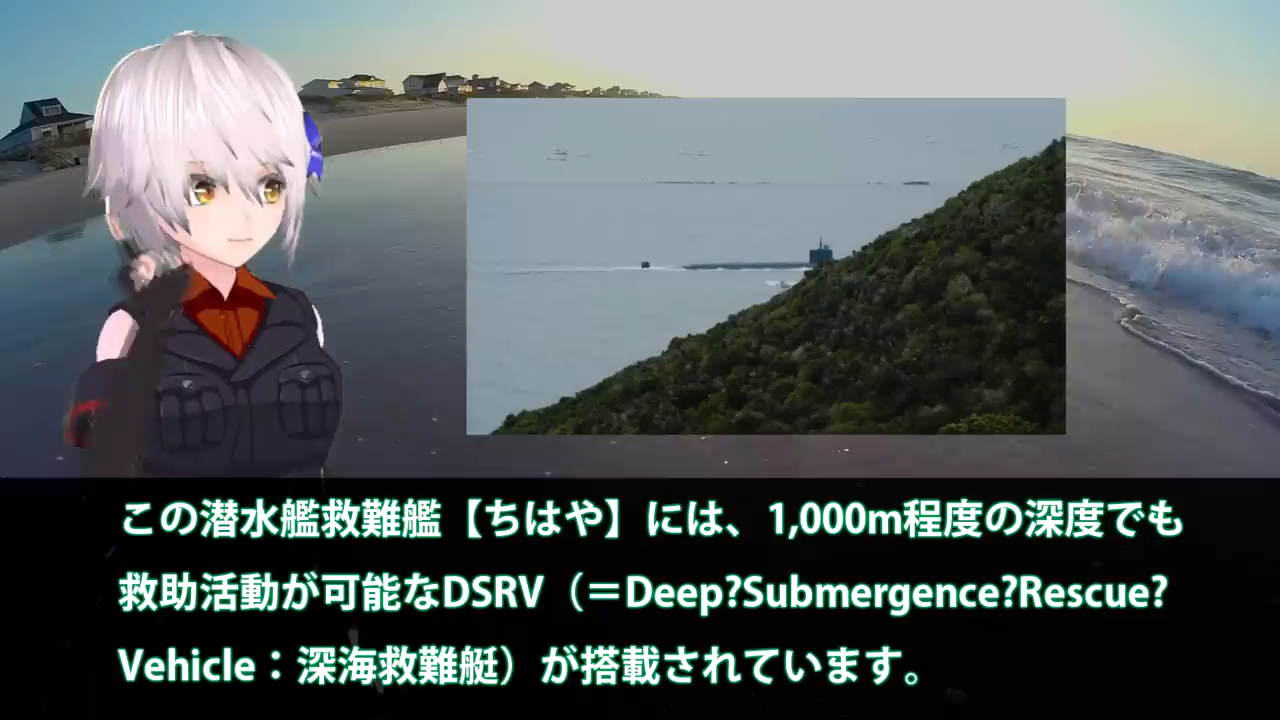 この潜水艦救難艦【ちはや】には、1,000m程度の深度でも
救助活動が可能なDSRV（＝Deep?Submergence?Rescue?
Vehicle：深海救難艇）が搭載されています。